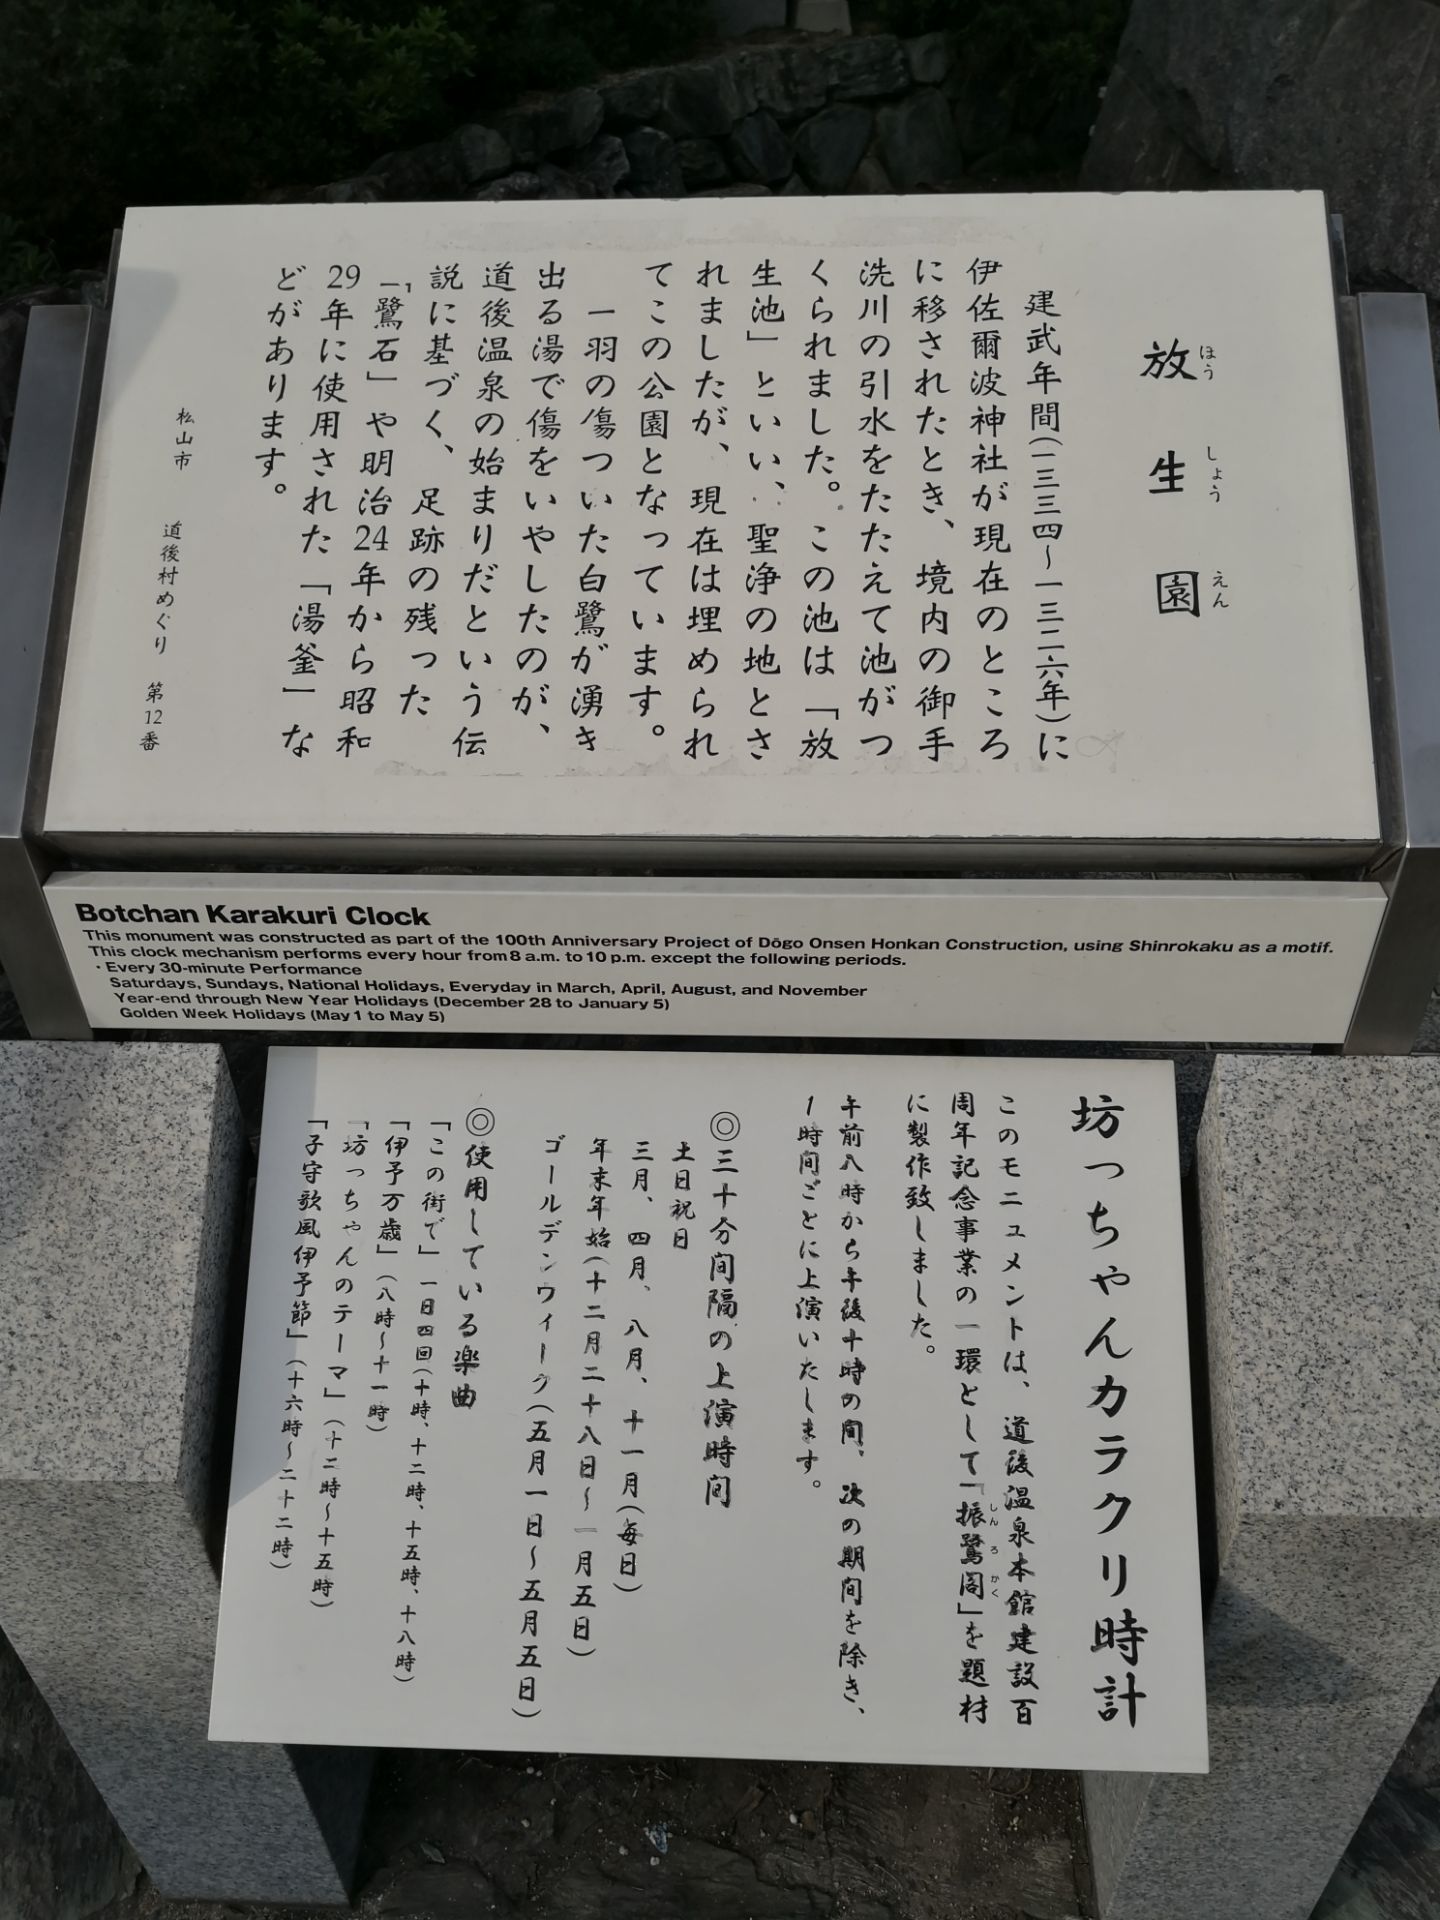 放生園
ほう しょう えん
建武年間(一三三四〜一三二六年)に
伊佐爾波神社が現在のところ
に移されたとき、境内の御手
洗川の引水をたたえて池がつ
くられました。この池は「放
生池」といい、聖浄の地とさ
れましたが、現在は埋められ
てこの公園となっています。
一羽の傷ついた白鷺が湧き
出る湯で傷をいやしたのが、
道後温泉の始まりだという伝
説に基づく、足跡の残った
「鷺石」や明治24年から昭和
29年に使用された「湯釜」な
どがあります。
松山市 道後村めぐり 第12番
Botchan Karakuri Clock
This monument was constructed as part of the 100th Anniversary Project of Dōgo Onsen Honkan Construction, using Shinrokaku as a motif.
This clock mechanism performs every hour from 8 a.m. to 10 p.m. except the following periods.
・Every 30-minute Performance
Saturdays, Sundays, National Holidays, Everyday in March, April, August, and November
Year-end through New Year Holidays (December 28 to January 5)
Golden Week Holidays (May 1 to May 5)
坊っちゃんカラクリ時計
このモニュメントは、道後温泉本館建設百
周年記念事業の一環として「振鷺閣」を題材
しんろかく
に製作致しました。
午前八時から午後十時の間、次の期間を除き、
1時間ごとに上演いたします。
◎三十分間隔の上演時間
土日祝日
三月、四月、八月、十一月(毎日)
年末年始(十二月二十八日〜一月五日)
ゴールデンウィーク(五月一日〜五月五日)
◎使用している楽曲
「この街で」一日四回(十時、十二時、十五時、十八時)
「伊予万歳」(八時〜十一時)
「坊っちゃんのテーマ」(十二時〜十五時)
「子守歌風伊予節」(十六時〜二十二時)